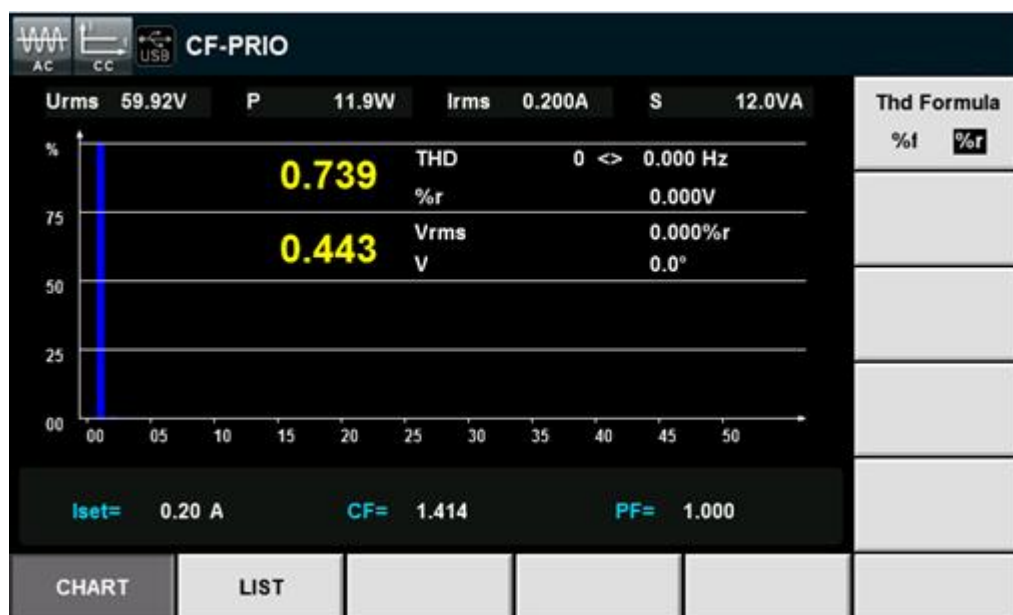 AC CC USB CF-PRIO
Urms 59.92V P 11.9W Irms 0.200A S 12.0VA
Thd Formula
%f %r
%
0.739 THD 0 <> 0.000 Hz
%r 0.000V
75
0.443 Vrms 0.000%r
V 0.0°
50
25
00
00 05 10 15 20 25 30 35 40 45 50
Iset= 0.20 A CF= 1.414 PF= 1.000
CHART LIST